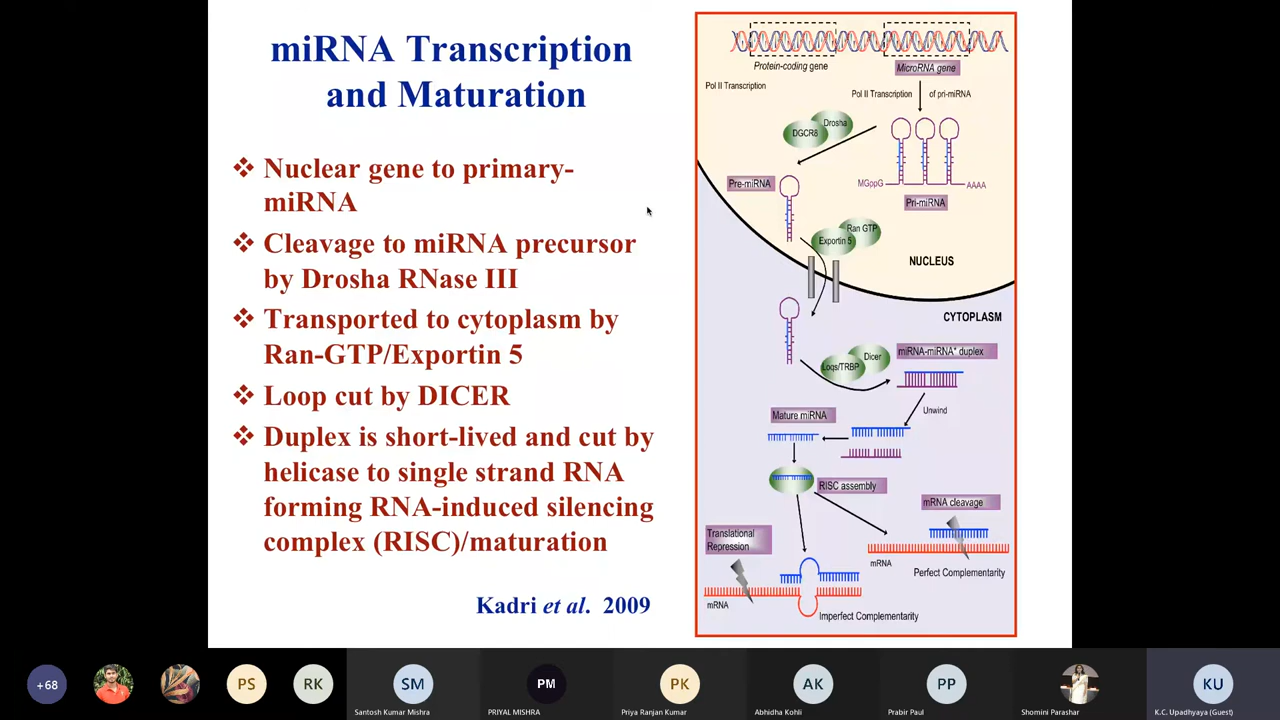 miRNA Transcription
and Maturation
❖ Nuclear gene to primary-
miRNA
❖ Cleavage to miRNA precursor
by Drosha RNase III
❖ Transported to cytoplasm by
Ran-GTP/Exportin 5
❖ Loop cut by DICER
❖ Duplex is short-lived and cut by
helicase to single strand RNA
forming RNA-induced silencing
complex (RISC)/maturation
Kadri et al. 2009
Protein-coding gene
MicroRNA gene
Pol II Transcription
Pol II Transcription
of pri-miRNA
DGCR8
Drosha
Pre-miRNA
MGppG
AAAA
Pri-miRNA
Exportin 5
Ran GTP
NUCLEUS
CYTOPLASM
Loqs/TRBP
Dicer
miRNA-miRNA* duplex
Unwind
Mature miRNA
RISC assembly
mRNA cleavage
Translational
Repression
mRNA
Perfect Complementarity
mRNA
Imperfect Complementarity
+68
PS
RK
SM
Santosh Kumar Mishra
PM
PRIYAL MISHRA
PK
Priya Ranjan Kumar
AK
Abhidha Kohli
PP
Prabir Paul
Shomini Parashar
KU
K.C. Upadhyaya (Guest)